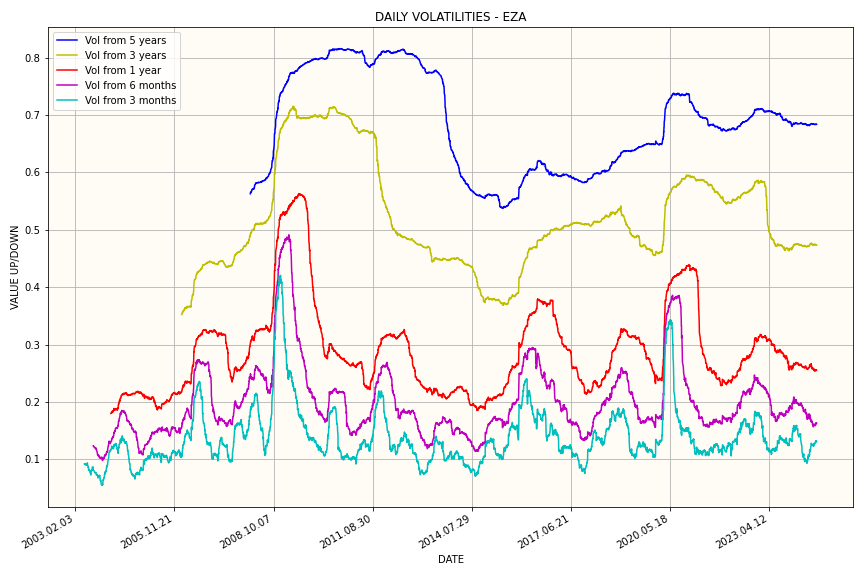 DAILY VOLATILITIES - EZA
Vol from 5 years
Vol from 3 years
Vol from 1 year
Vol from 6 months
Vol from 3 months
VALUE UP/DOWN
0.8
0.7
0.6
0.5
0.4
0.3
0.2
0.1
2003.02.03
2005.11.21
2008.10.07
2011.08.30
2014.07.29
2017.06.21
2020.05.18
2023.04.12
DATE